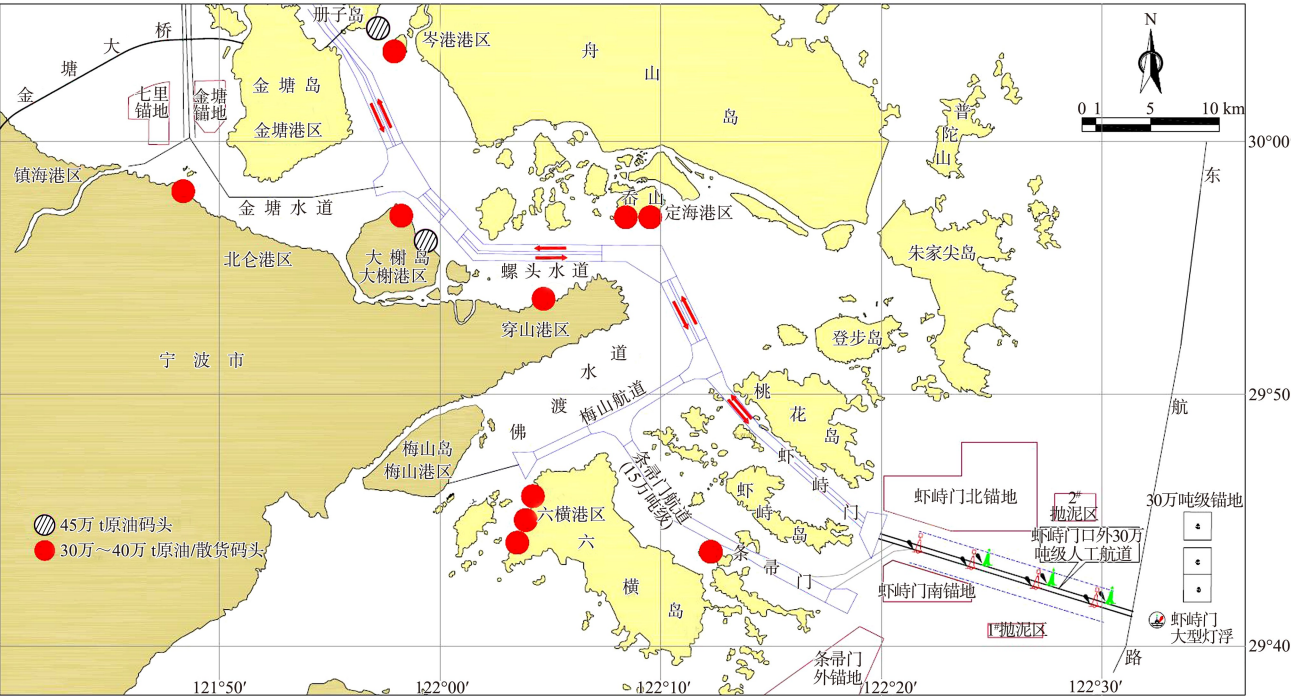 册子岛
岑港港区
舟山岛
金塘大桥
七里
锚地
金塘
锚地
金塘岛
金塘港区
N
0 1 5 10 km
普陀山
30°00
镇海港区
金塘水道
岙山
定海港区
东航路
北仑港区
大榭岛
大榭港区
螺头水道
朱家尖岛
穿山港区
登步岛
宁波市
佛渡水道
梅山航道
桃花岛
29°50
梅山岛
梅山港区
条帚门航道
(15万吨级)
虾峙门
虾峙岛
虾峙门北锚地
2#
抛泥区
30万吨级锚地
45万 t原油码头
30万～40万 t原油/散货码头
六横港区
六横岛
条帚门
虾峙门口外30万
吨级人工航道
虾峙门南锚地
1#抛泥区
虾峙门
大型灯浮
29°40
条帚门
外锚地
121°50′
122°00′
122°10′
122°20′
122°30′